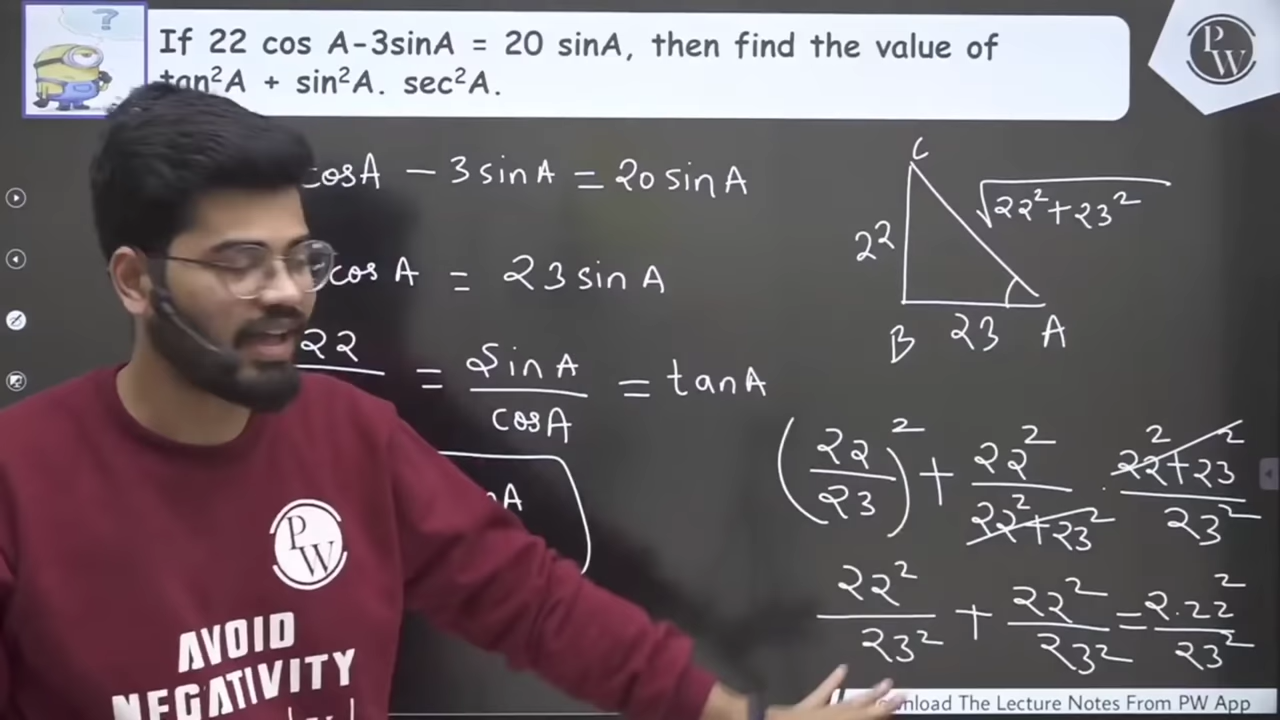 ?
If 22 cos A-3sinA = 20 sinA, then find the value of
tan²A + sin²A. sec²A.
P
W
cosA - 3 sinA = 20 sinA
cos A = 23 sin A
22 = SinA/cosA = tanA
A
C
22
√22²+23²
B 23 A
(22/23)² + 22²/22²+23² . 22²+23²/23²
22²/23² + 22²/23² = 2.22²/23²
P
W
AVOID
NEGATIVITY
nload The Lecture Notes From PW App